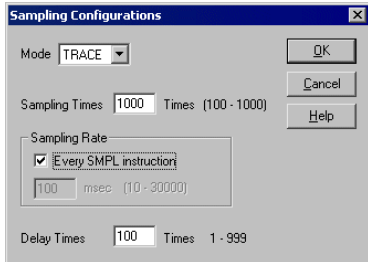 Sampling Configurations
Mode TRACE
OK
Cancel
Help
Sampling Times 1000 Times (100 - 1000)
Sampling Rate
Every SMPL instruction
100 msec (10 - 30000)
Delay Times 100 Times 1 - 999